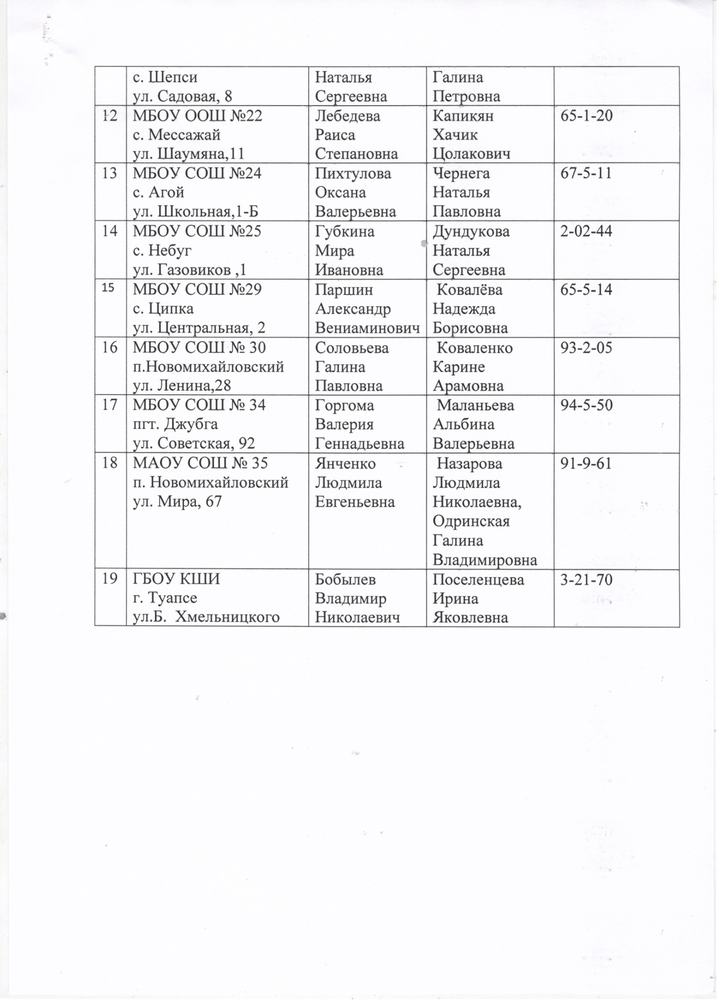 с. Шепси
ул. Садовая, 8
Наталья
Сергеевна
Галина
Петровна
12
МБОУ ООШ №22
с. Мессажай
ул. Шаумяна,11
Лебедева
Раиса
Степановна
Капикян
Хачик
Цолакович
65-1-20
13
МБОУ СОШ №24
с. Агой
ул. Школьная,1-Б
Пихтулова
Оксана
Валерьевна
Чернега
Наталья
Павловна
67-5-11
14
МБОУ СОШ №25
с. Небуг
ул. Газовиков ,1
Губкина
Мира
Ивановна
Дундукова
Наталья
Сергеевна
2-02-44
15
МБОУ СОШ №29
с. Ципка
ул. Центральная, 2
Паршин
Александр
Вениаминович
Ковалёва
Надежда
Борисовна
65-5-14
16
МБОУ СОШ № 30
п.Новомихайловский
ул. Ленина,28
Соловьева
Галина
Павловна
Коваленко
Карине
Арамовна
93-2-05
17
МБОУ СОШ № 34
пгт. Джубга
ул. Советская, 92
Горгома
Валерия
Геннадьевна
Маланьева
Альбина
Валерьевна
94-5-50
18
МАОУ СОШ № 35
п. Новомихайловский
ул. Мира, 67
Янченко
Людмила
Евгеньевна
Назарова
Людмила
Николаевна,
Одринская
Галина
Владимировна
91-9-61
19
ГБОУ КШИ
г. Туапсе
ул.Б.  Хмельницкого
Бобылев
Владимир
Николаевич
Поселенцева
Ирина
Яковлевна
3-21-70